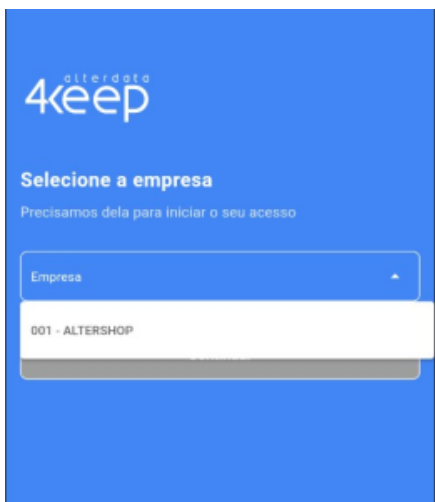 alterdata
4keep
Selecione a empresa
Precisamos dela para iniciar o seu acesso
Empresa
001 - ALTERSHOP